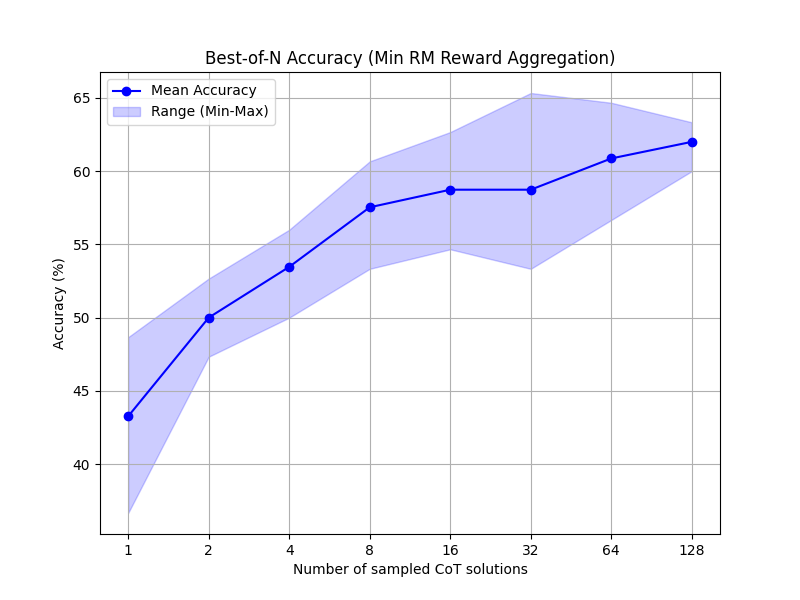 Best-of-N Accuracy (Min RM Reward Aggregation)
Mean Accuracy
Range (Min-Max)
Accuracy (%)
65
60
55
50
45
40
1 2 4 8 16 32 64 128
Number of sampled CoT solutions